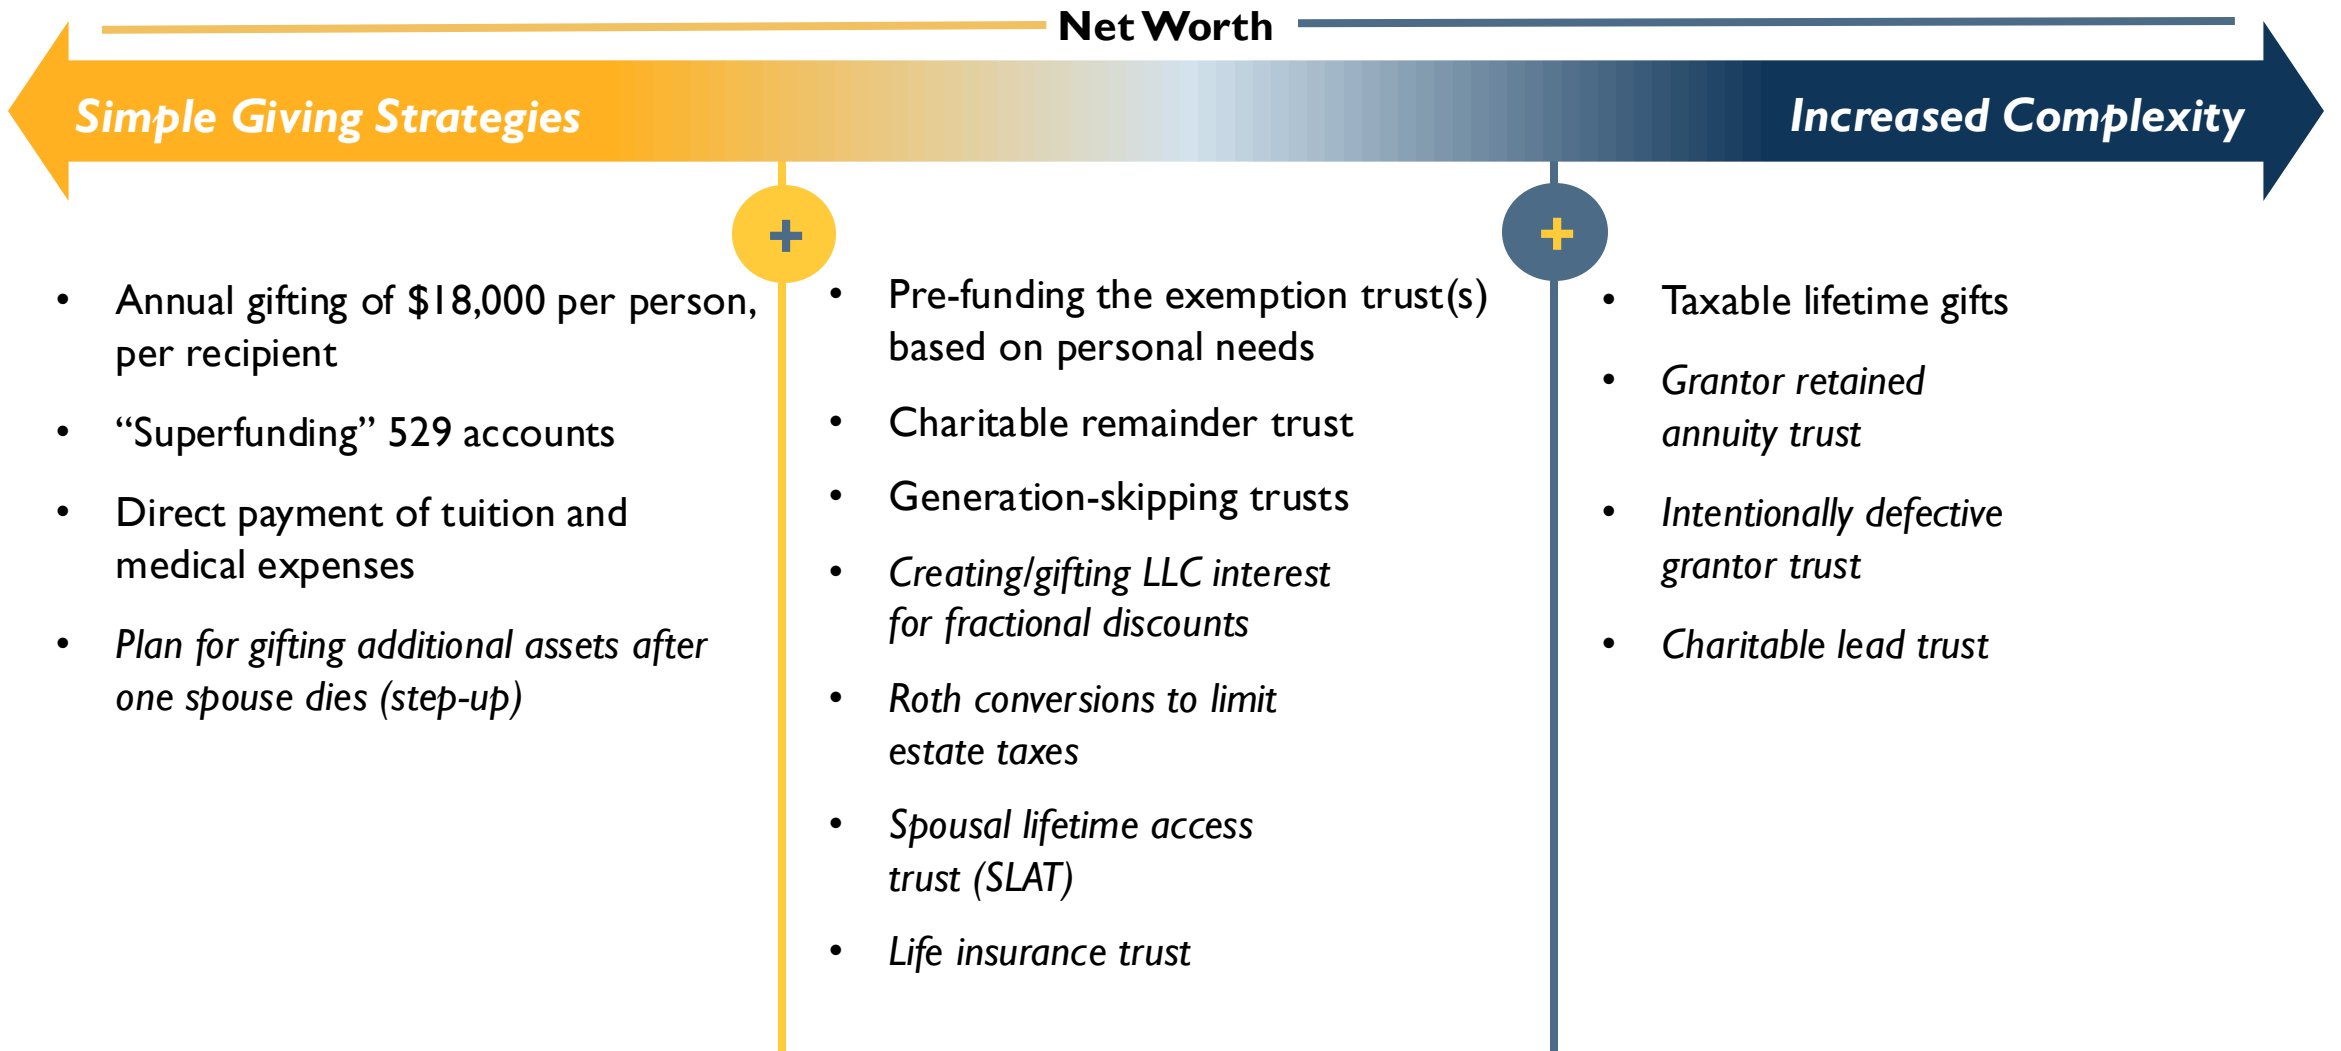 Net Worth
Simple Giving Strategies
Increased Complexity
+
+
• Annual gifting of $18,000 per person,
per recipient
• “Superfunding” 529 accounts
• Direct payment of tuition and
medical expenses
• Plan for gifting additional assets after
one spouse dies (step-up)
• Pre-funding the exemption trust(s)
based on personal needs
• Charitable remainder trust
• Generation-skipping trusts
• Creating/gifting LLC interest
for fractional discounts
• Roth conversions to limit
estate taxes
• Spousal lifetime access
trust (SLAT)
• Life insurance trust
• Taxable lifetime gifts
• Grantor retained
annuity trust
• Intentionally defective
grantor trust
• Charitable lead trust